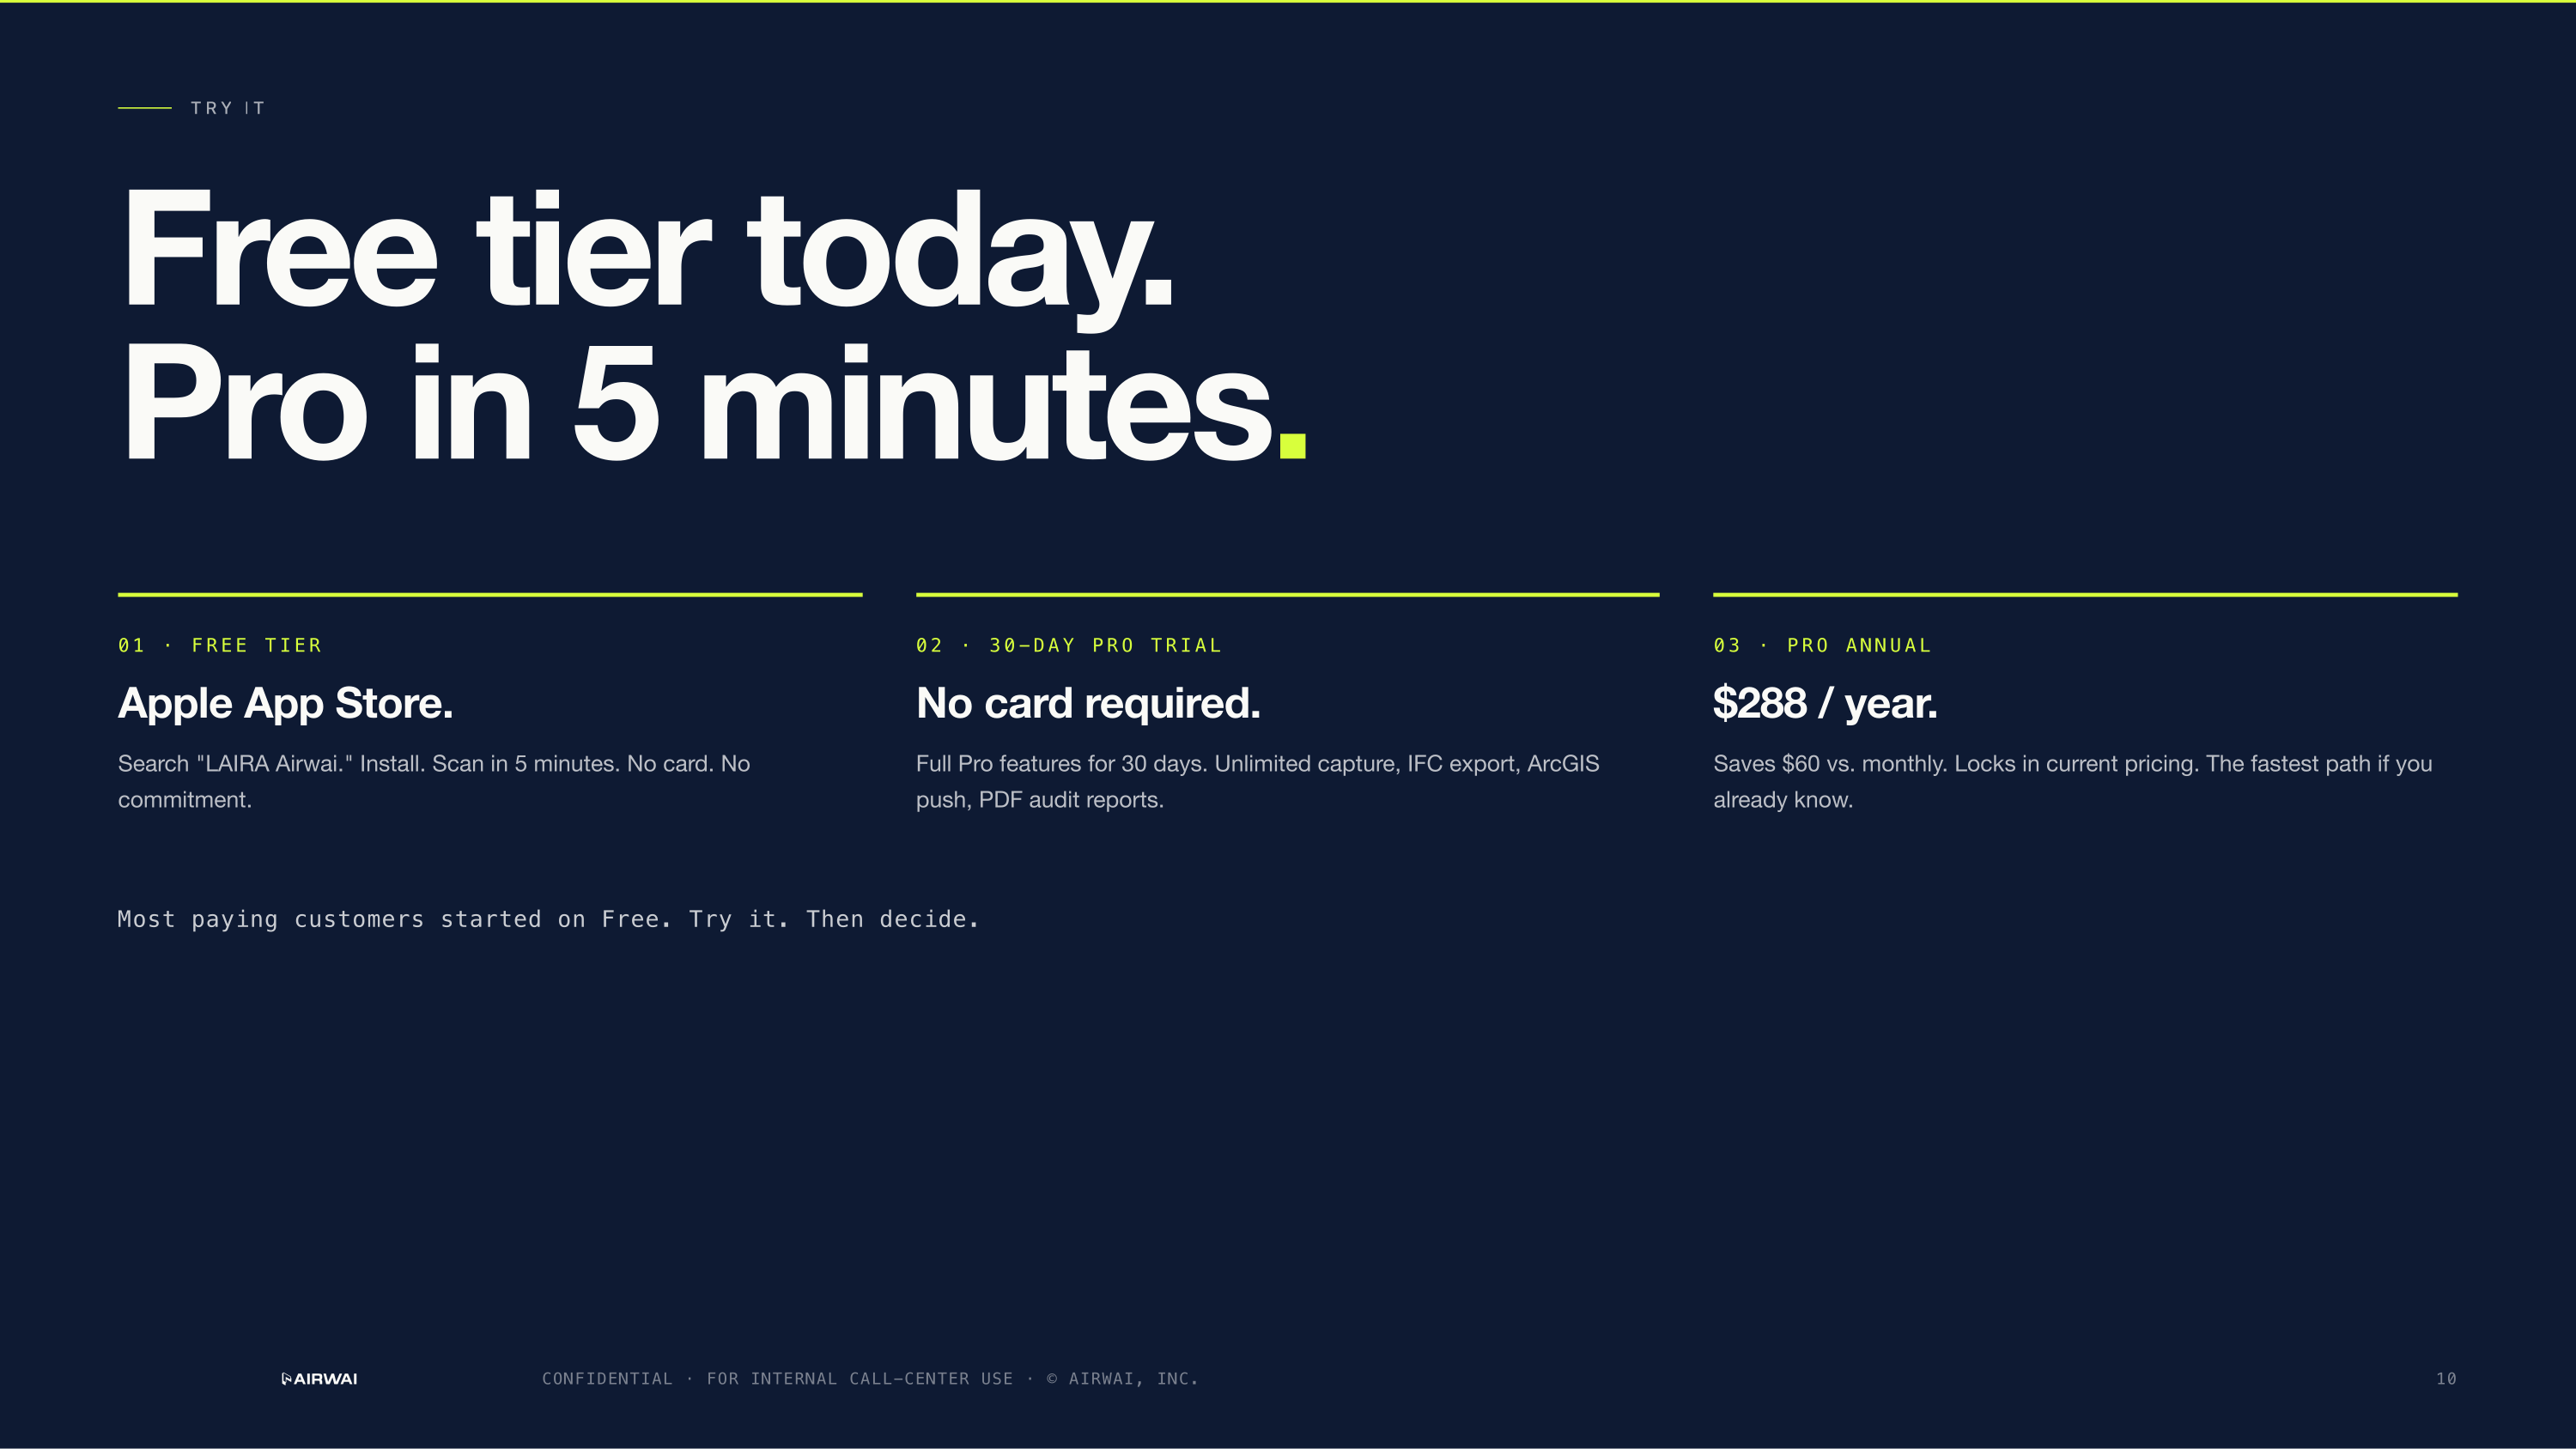 TRY IT
Free tier today.
Pro in 5 minutes.
01 · FREE TIER
Apple App Store.
Search "LAIRA Airwai." Install. Scan in 5 minutes. No card. No
commitment.
02 · 30-DAY PRO TRIAL
No card required.
Full Pro features for 30 days. Unlimited capture, IFC export, ArcGIS
push, PDF audit reports.
03 · PRO ANNUAL
$288 / year.
Saves $60 vs. monthly. Locks in current pricing. The fastest path if you
already know.
Most paying customers started on Free. Try it. Then decide.
AIRWAI
CONFIDENTIAL · FOR INTERNAL CALL-CENTER USE · © AIRWAI, INC.
10